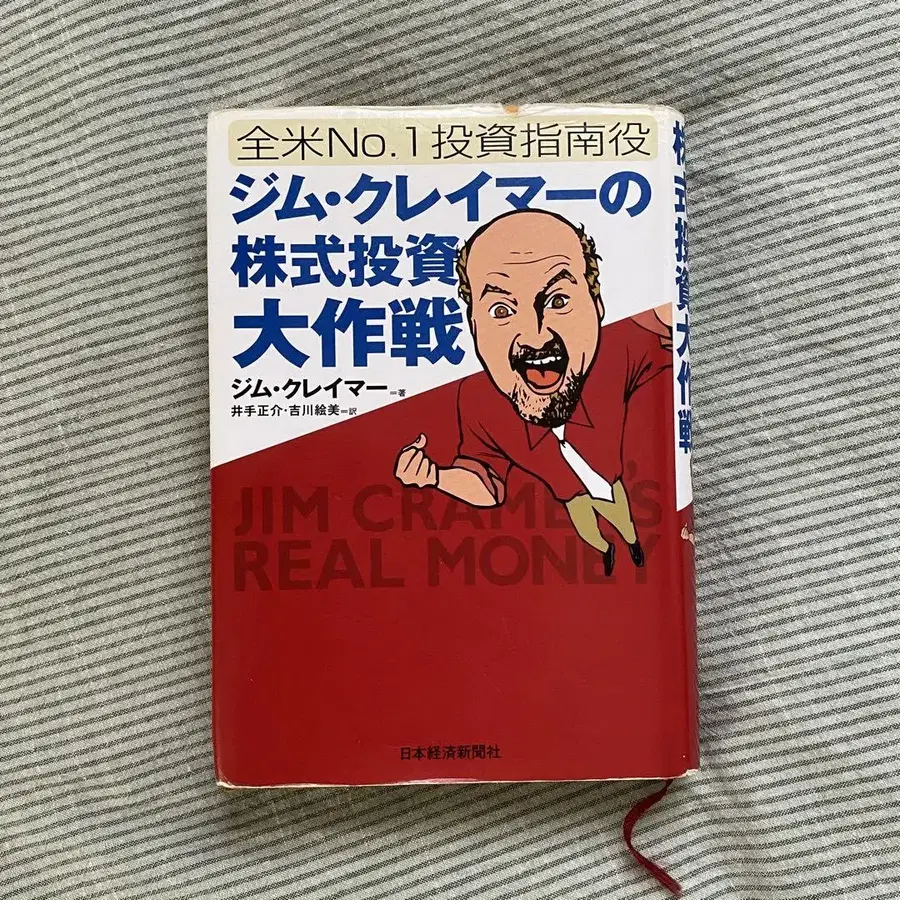 全米No.1投資指南役
ジム・クレイマーの
株式投資
大作戦
ジム・クレイマー=著
井手正介・吉川絵美=訳
JIM CRAMER'S
REAL MONEY
日本経済新聞社
株式投資大作戦